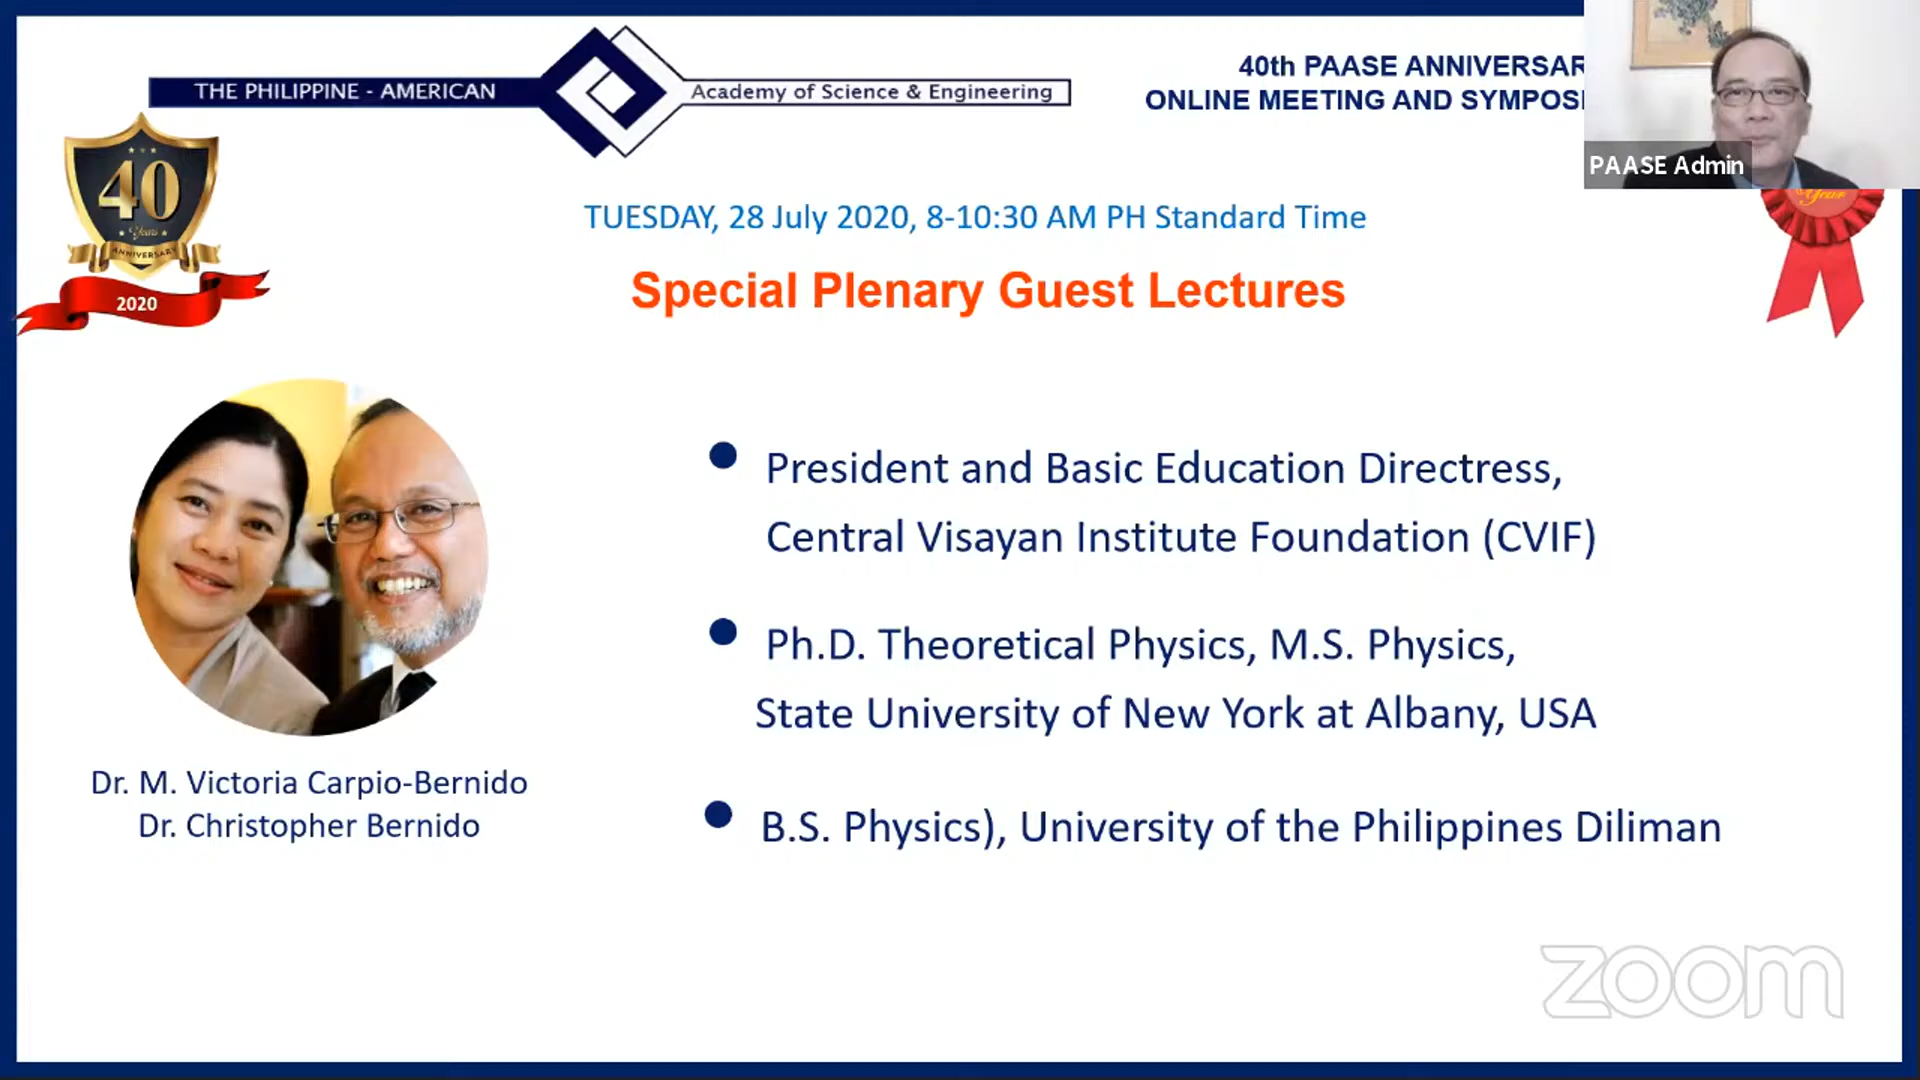 THE PHILIPPINE - AMERICAN
Academy of Science & Engineering
40th PAASE ANNIVERSAR
ONLINE MEETING AND SYMPOS
PAASE Admin
40
Years
ANNIVERSARY
2020
Year
TUESDAY, 28 July 2020, 8-10:30 AM PH Standard Time
Special Plenary Guest Lectures
Dr. M. Victoria Carpio-Bernido
Dr. Christopher Bernido
● President and Basic Education Directress,
Central Visayan Institute Foundation (CVIF)
● Ph.D. Theoretical Physics, M.S. Physics,
State University of New York at Albany, USA
● B.S. Physics), University of the Philippines Diliman
zoom